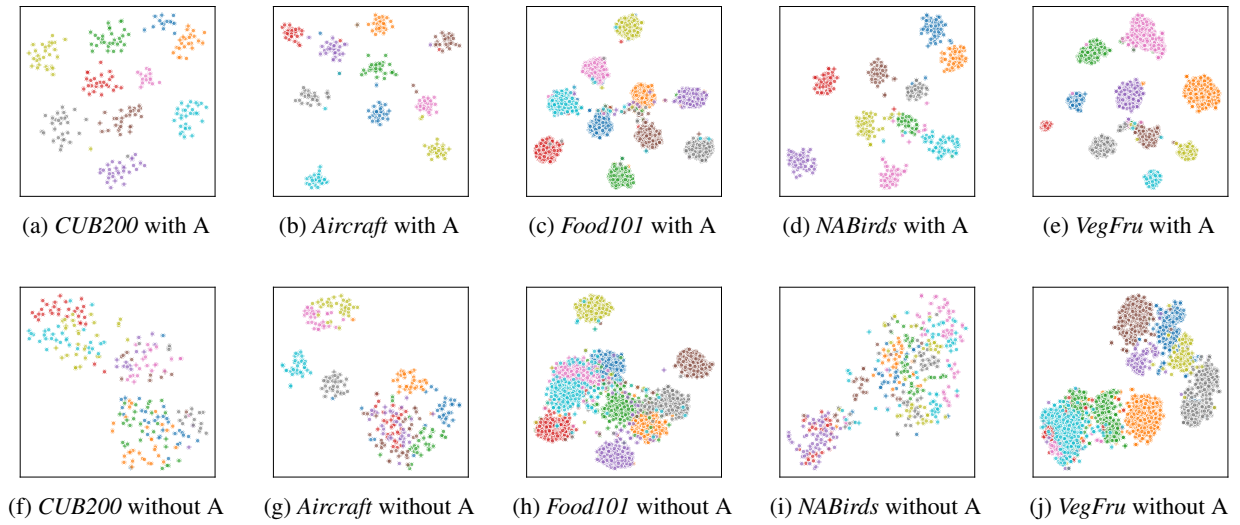 (a) CUB200 with A
(b) Aircraft with A
(c) Food101 with A
(d) NABirds with A
(e) VegFru with A
(f) CUB200 without A
(g) Aircraft without A
(h) Food101 without A
(i) NABirds without A
(j) VegFru without A